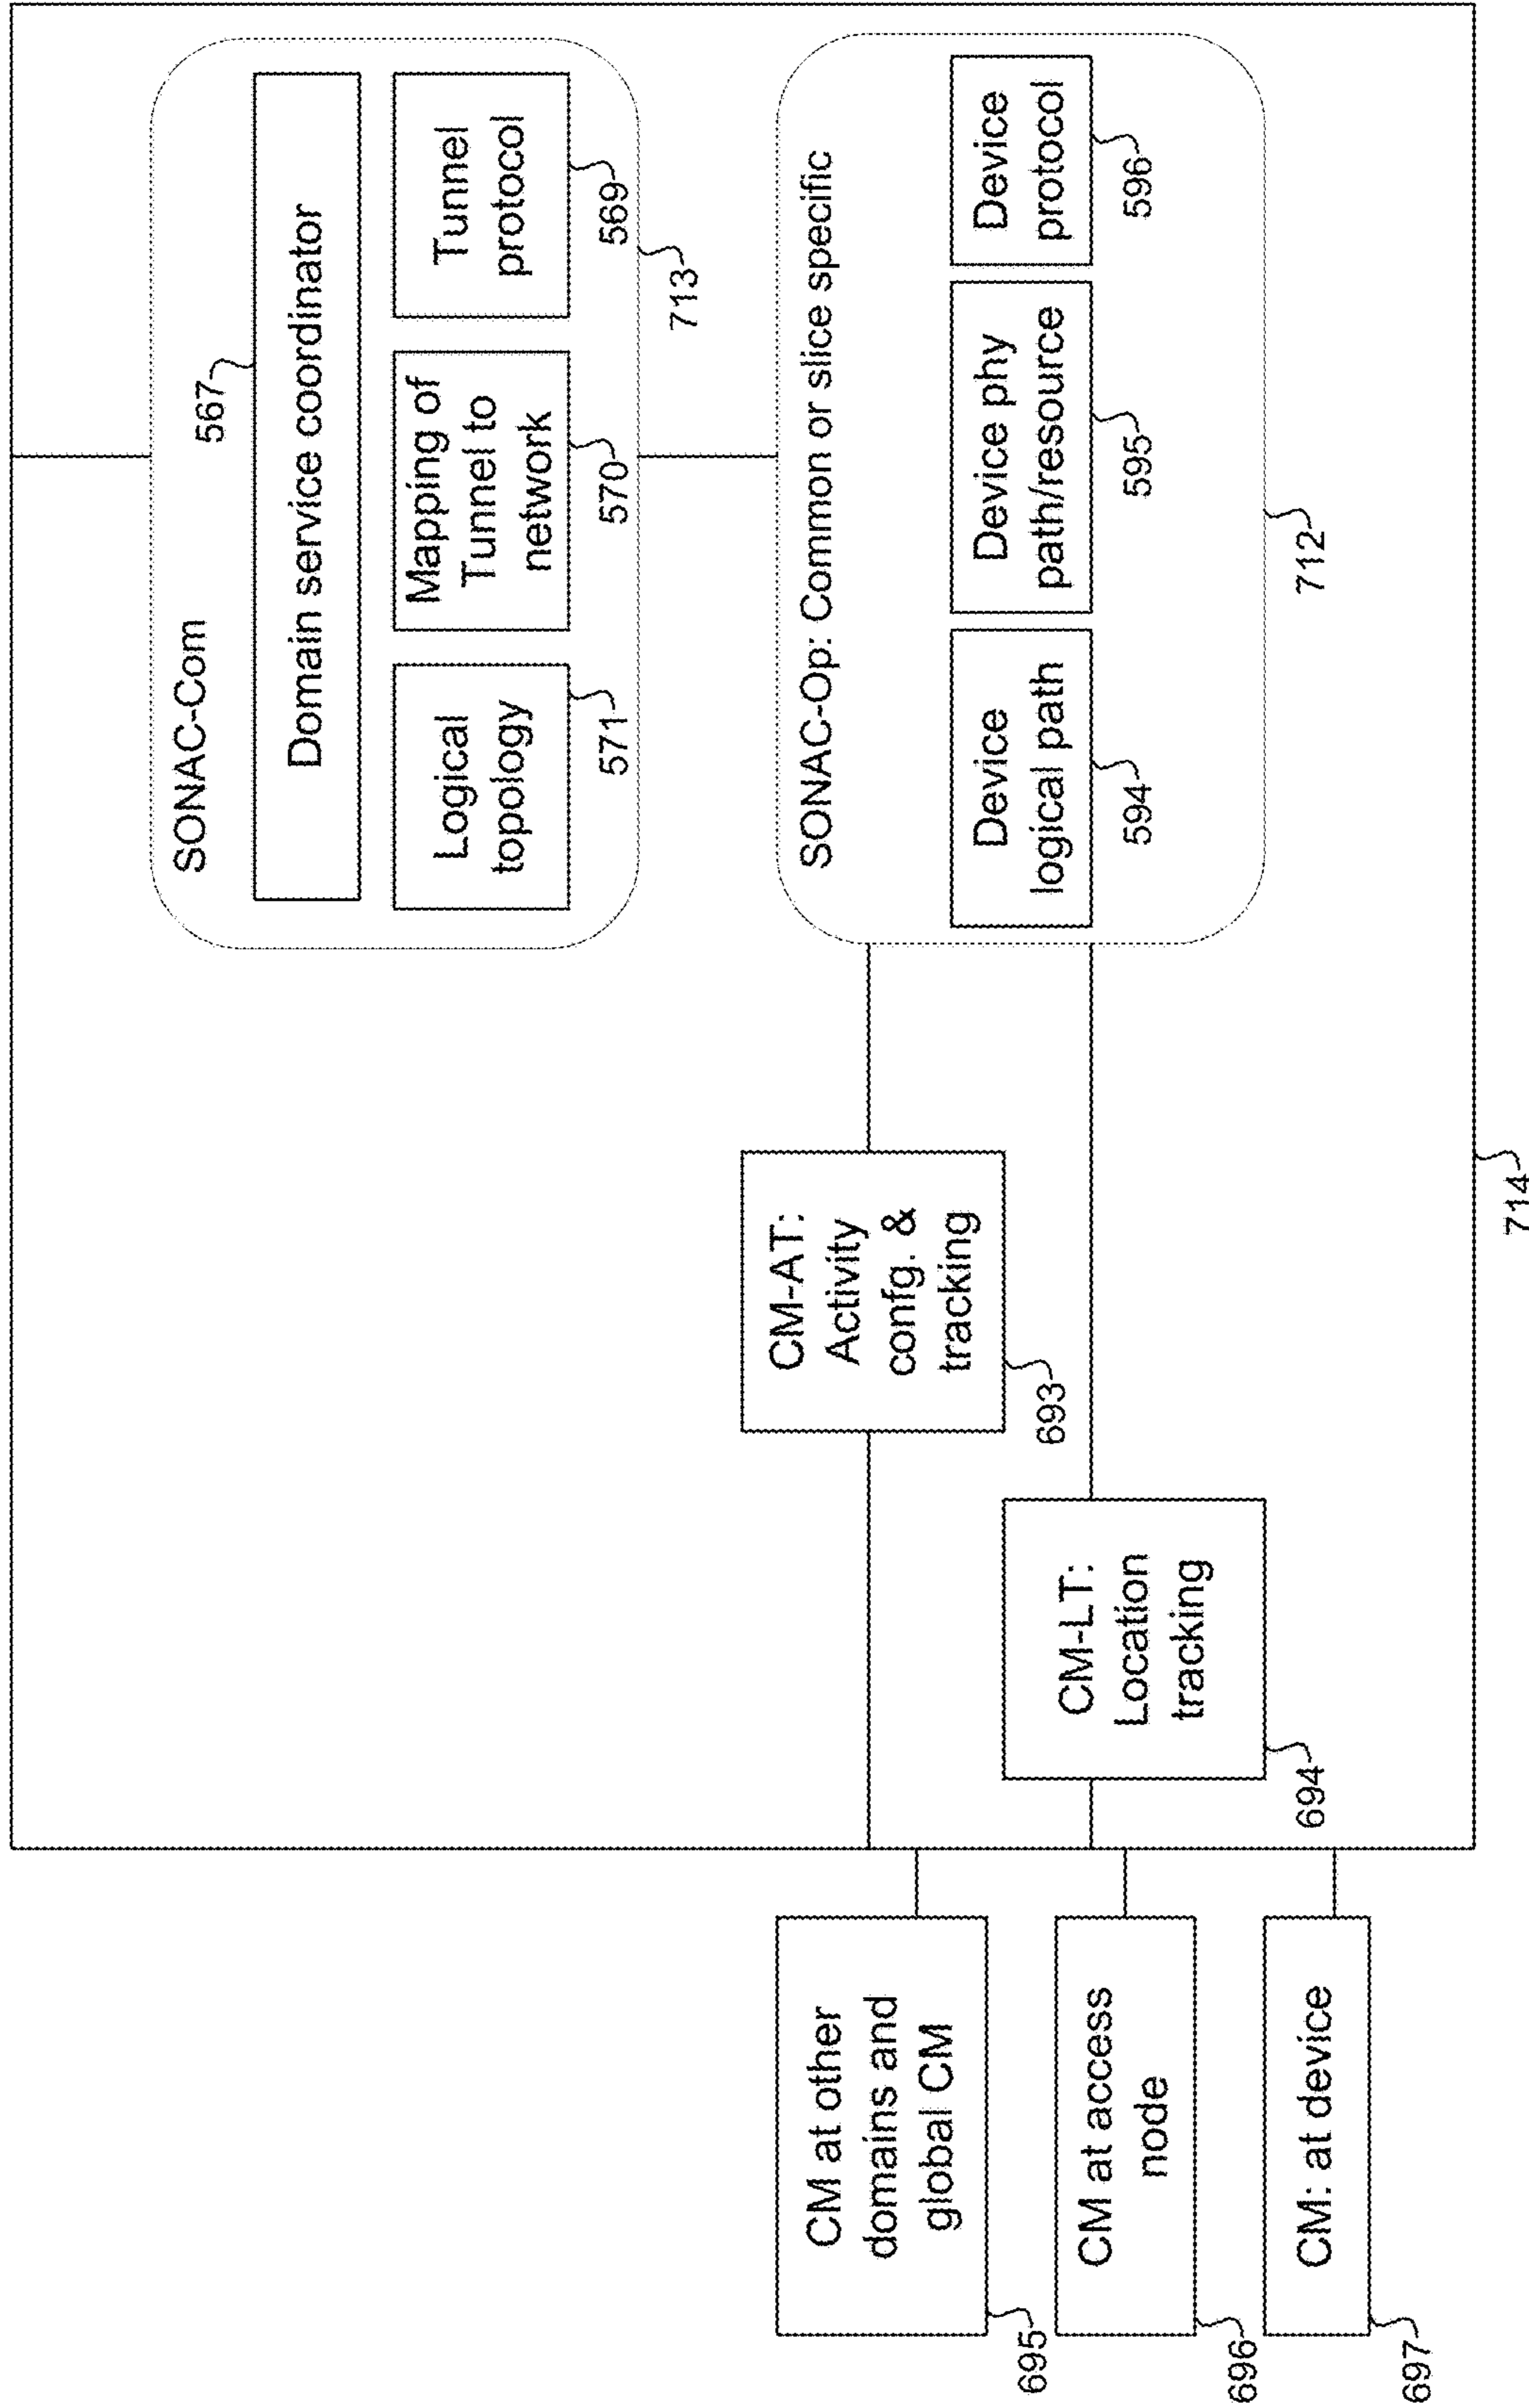 SONAC-Com
567
Domain service coordinator
Logical
topology
571
Mapping of
Tunnel to
network
570
Tunnel
protocol
569
713
SONAC-Op: Common or slice specific
Device
logical path
594
Device phy
path/resource
595
Device
protocol
596
712
CM-AT:
Activity
confg. &
tracking
693
CM-LT:
Location
tracking
694
CM at other
domains and
global CM
695
CM at access
node
696
CM: at device
697
714